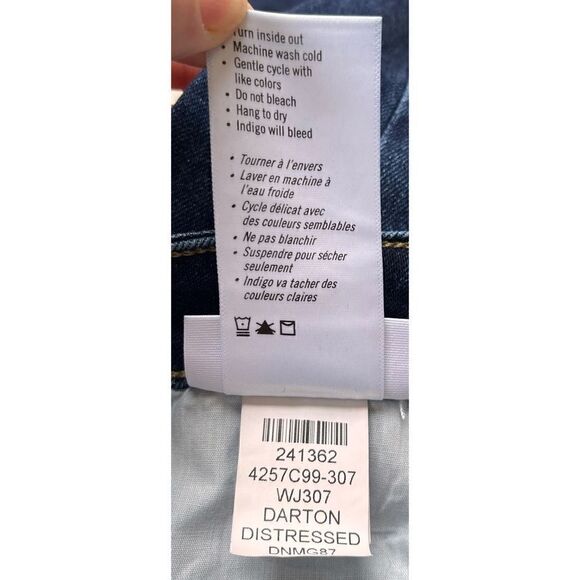 Turn inside out
• Machine wash cold
• Gentle cycle with
like colors
• Do not bleach
• Hang to dry
• Indigo will bleed
• Tourner à l'envers
• Laver en machine à
l'eau froide
• Cycle délicat avec
des couleurs semblables
• Ne pas blanchir
• Suspendre pour sécher
seulement
• Indigo va tacher des
couleurs claires
241362
4257C99-307
WJ307
DARTON
DISTRESSED
DNMG87